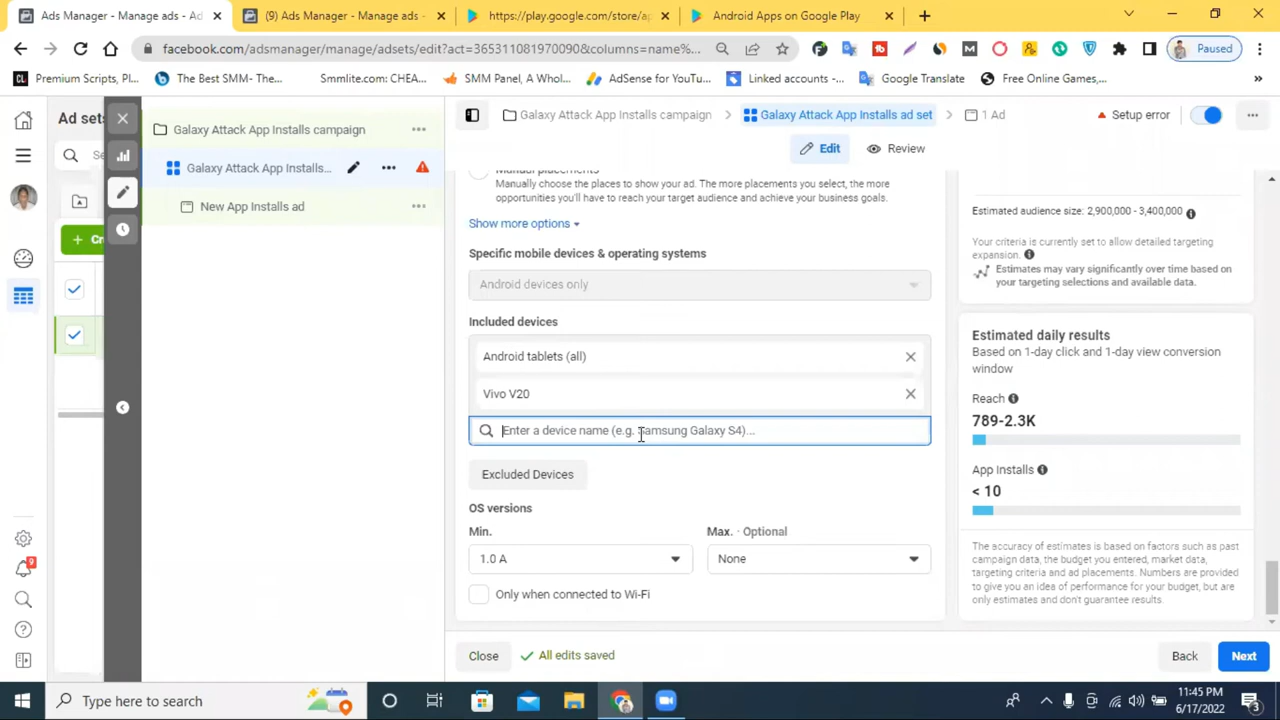 Ads Manager - Manage ads - Ad
(9) Ads Manager - Manage ads -
https://play.google.com/store/ap
Android Apps on Google Play
facebook.com/adsmanager/manage/adsets/edit?act=365311081970090&columns=name%...
Paused
CL Premium Scripts, Pl...
The Best SMM- The...
Smmlite.com: CHEA...
SMM Panel, A Whol...
AdSense for YouTu...
Linked accounts -...
Google Translate
Free Online Games,...
»
Ad sets
Galaxy Attack App Installs campaign
Galaxy Attack App Installs campaign
Galaxy Attack App Installs ad set
1 Ad
Setup error
Edit
Review
Galaxy Attack App Installs...
New App Installs ad
Se
+ Cr
Manual placements
Manually choose the places to show your ad. The more placements you select, the more
opportunities you'll have to reach your target audience and achieve your business goals.
Show more options
Specific mobile devices & operating systems
Android devices only
Included devices
Android tablets (all)
Vivo V20
Enter a device name (e.g. Samsung Galaxy S4)...
Excluded Devices
OS versions
Min.
Max. · Optional
1.0 A
None
Only when connected to Wi-Fi
Estimated audience size: 2,900,000 - 3,400,000
Your criteria is currently set to allow detailed targeting
expansion.
Estimates may vary significantly over time based on
your targeting selections and available data.
Estimated daily results
Based on 1-day click and 1-day view conversion
window
Reach
789-2.3K
App Installs
< 10
The accuracy of estimates is based on factors such as past
campaign data, the budget you entered, market data,
targeting criteria and ad placements. Numbers are provided
to give you an idea of performance for your budget, but are
only estimates and don't guarantee results.
Close
All edits saved
Back
Next
Type here to search
11:45 PM
6/17/2022
3